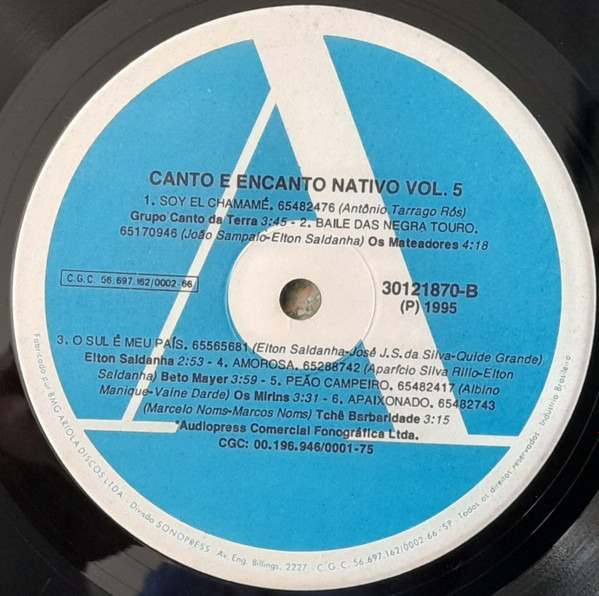 CANTO E ENCANTO NATIVO VOL. 5
1. SOY EL CHAMAMÉ. 65482476 (Antônio Tarrago Rós)
Grupo Canto da Terra 3:45 - 2. BAILE DAS NEGRA TOURO.
65170946 (João Sampaio-Elton Saldanha) Os Mateadores 4:18
C.G.C. 56.697.162/0002-66
30121870-B
(P) 1995
3. O SUL É MEU PAÍS. 65565681 (Elton Saldanha-José J.S. da Silva-Quide Grande)
Elton Saldanha 2:53 - 4. AMOROSA. 65288742 (Aparício Silva Rillo-Elton
Saldanha) Beto Mayer 3:59 - 5. PEÃO CAMPEIRO. 65482417 (Albino
Manique-Vaine Darde) Os Mirins 3:31 - 6. APAIXONADO. 65482743
(Marcelo Noms-Marcos Noms) Tchê Barbaridade 3:15
*Audiopress Comercial Fonográfica Ltda.
CGC: 00.196.946/0001-75
Fabricado por BMG-ARIOLA DISCOS LTDA - Divisão SONOPRESS - Av. Eng. Billings, 2227 - C.G.C. 56.697.162/0002-66 - SP - Todos os direitos reservados - Indústria Brasileira